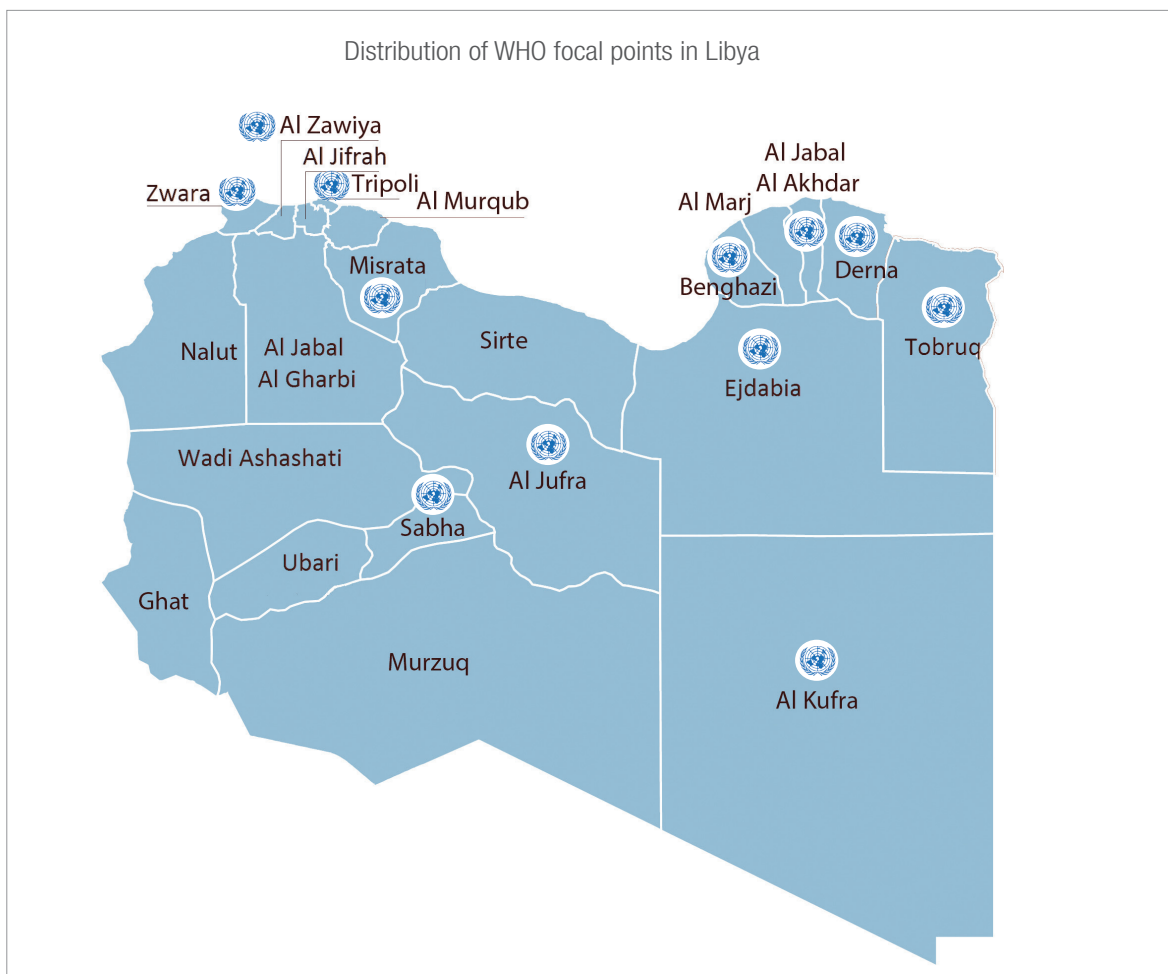 Distribution of WHO focal points in Libya
Al Zawiya
Al Jifrah
Tripoli
Zwara
Al Murqub
Al Jabal
Al Akhdar
Al Marj
Misrata
Benghazi
Derna
Nalut
Al Jabal
Al Gharbi
Sirte
Tobruq
Ejdabia
Wadi Ashashati
Al Jufra
Sabha
Ubari
Ghat
Murzuq
Al Kufra